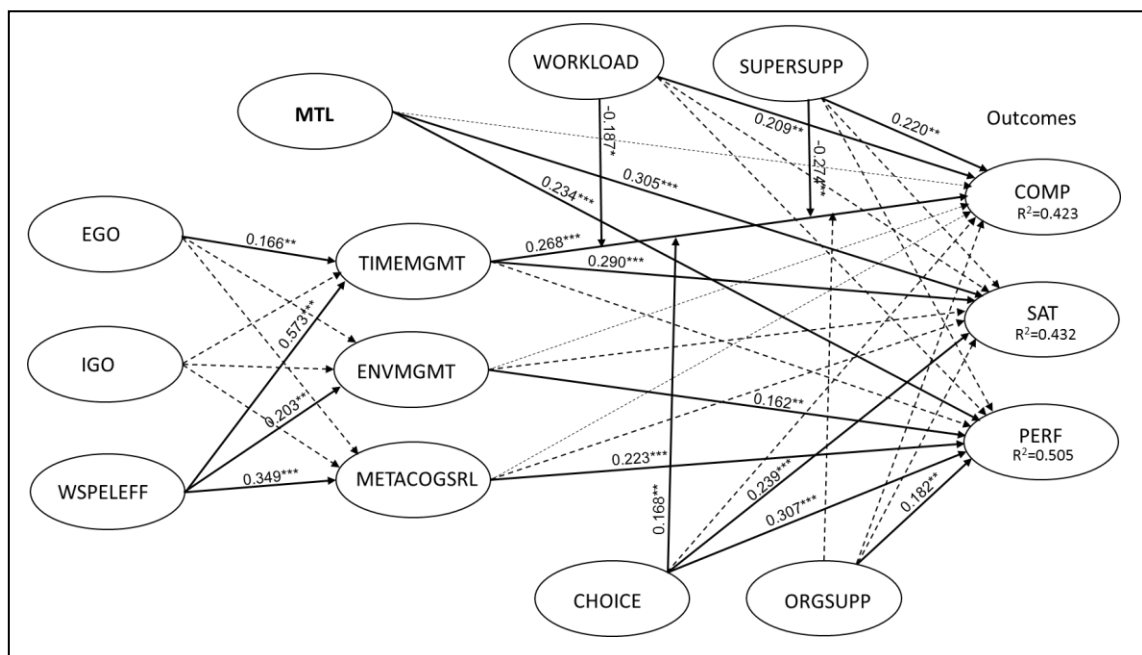 WORKLOAD
SUPERSUPP
MTL
Outcomes
-0.187*
0.209**
-0.274**
0.220**
0.305***
0.234***
COMP
R²=0.423
EGO
0.166**
TIMEMGMT
0.268***
0.290***
0.573***
SAT
R²=0.432
IGO
ENVMGMT
0.203**
0.162**
PERF
R²=0.505
WSPELEFF
0.349***
METACOGSRL
0.223***
0.168**
0.239***
0.307***
0.182**
CHOICE
ORGSUPP